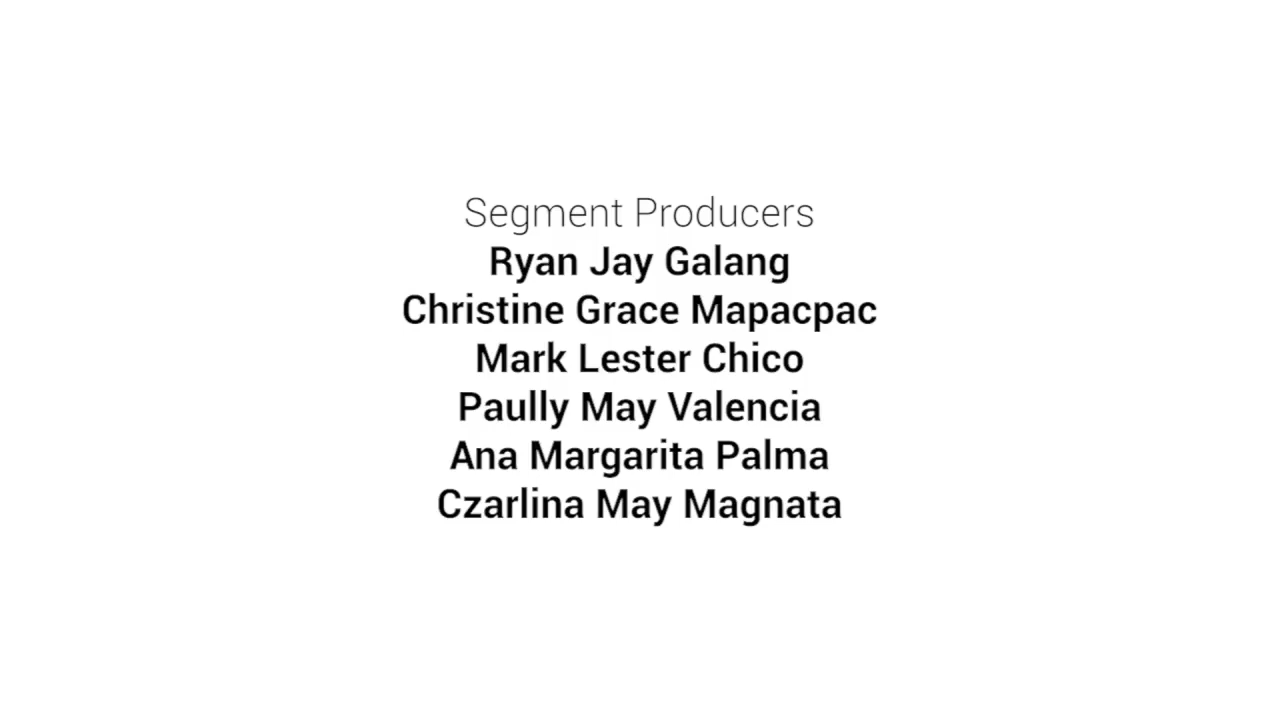 Segment Producers
Ryan Jay Galang
Christine Grace Mapacpac
Mark Lester Chico
Paully May Valencia
Ana Margarita Palma
Czarlina May Magnata